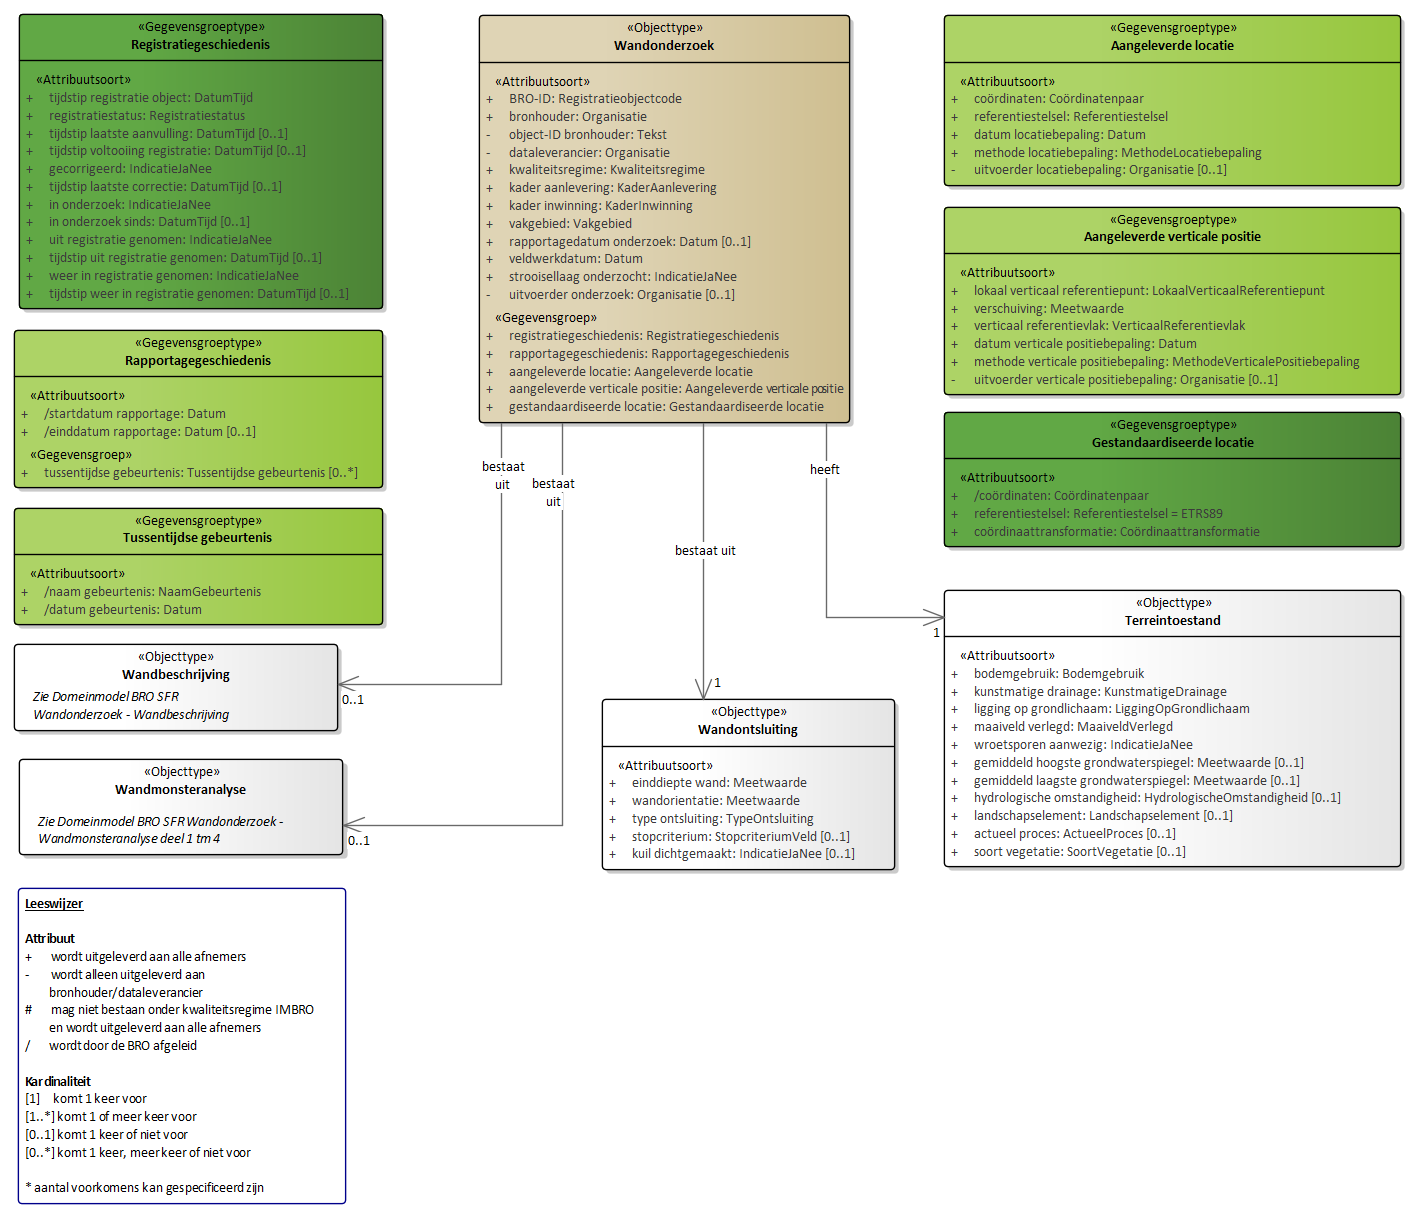 «Gegevensgroeptype»
Registratiegeschiedenis
«Attribuutsoort»
+ tijdstip registratie object: DatumTijd
+ registratiestatus: Registratiestatus
+ tijdstip laatste aanvulling: DatumTijd [0..1]
+ tijdstip voltooiing registratie: DatumTijd [0..1]
+ gecorrigeerd: IndicatieJaNee
+ tijdstip laatste correctie: DatumTijd [0..1]
+ in onderzoek: IndicatieJaNee
+ in onderzoek sinds: DatumTijd [0..1]
+ uit registratie genomen: IndicatieJaNee
+ tijdstip uit registratie genomen: DatumTijd [0..1]
+ weer in registratie genomen: IndicatieJaNee
+ tijdstip weer in registratie genomen: DatumTijd [0..1]
«Gegevensgroeptype»
Rapportagegeschiedenis
«Attribuutsoort»
+ /startdatum rapportage: Datum
+ /einddatum rapportage: Datum [0..1]
«Gegevensgroep»
+ tussentijdse gebeurtenis: Tussentijdse gebeurtenis [0..*]
«Gegevensgroeptype»
Tussentijdse gebeurtenis
«Attribuutsoort»
+ /naam gebeurtenis: NaamGebeurtenis
+ /datum gebeurtenis: Datum
«Objecttype»
Wandbeschrijving
Zie Domeinmodel BRO SFR
Wandonderzoek - Wandbeschrijving
«Objecttype»
Wandmonsteranalyse
Zie Domeinmodel BRO SFR Wandonderzoek -
Wandmonsteranalyse deel 1 tm 4
«Objecttype»
Wandonderzoek
«Attribuutsoort»
+ BRO-ID: Registratieobjectcode
+ bronhouder: Organisatie
- object-ID bronhouder: Tekst
- dataleverancier: Organisatie
+ kwaliteitsregime: Kwaliteitsregime
+ kader aanlevering: KaderAanlevering
+ kader inwinning: KaderInwinning
+ vakgebied: Vakgebied
+ rapportagedatum onderzoek: Datum [0..1]
+ veldwerkdatum: Datum
+ strooisellaag onderzocht: IndicatieJaNee
- uitvoerder onderzoek: Organisatie [0..1]
«Gegevensgroep»
+ registratiegeschiedenis: Registratiegeschiedenis
+ rapportagegeschiedenis: Rapportagegeschiedenis
+ aangeleverde locatie: Aangeleverde locatie
+ aangeleverde verticale positie: Aangeleverde verticale positie
+ gestandaardiseerde locatie: Gestandaardiseerde locatie
bestaat
uit
0..1
bestaat
uit
0..1
bestaat uit
1
heeft
1
«Objecttype»
Wandontsluiting
«Attribuutsoort»
+ einddiepte wand: Meetwaarde
+ wandorientatie: Meetwaarde
+ type ontsluiting: TypeOntsluiting
+ stopcriterium: StopcriteriumVeld [0..1]
+ kuil dichtgemaakt: IndicatieJaNee [0..1]
«Gegevensgroeptype»
Aangeleverde locatie
«Attribuutsoort»
+ coördinaten: Coördinatenpaar
+ referentiestelsel: Referentiestelsel
+ datum locatiebepaling: Datum
+ methode locatiebepaling: MethodeLocatiebepaling
- uitvoerder locatiebepaling: Organisatie [0..1]
«Gegevensgroeptype»
Aangeleverde verticale positie
«Attribuutsoort»
+ lokaal verticaal referentiepunt: LokaalVerticaalReferentiepunt
+ verschuiving: Meetwaarde
+ verticaal referentievlak: VerticaalReferentievlak
+ datum verticale positiebepaling: Datum
+ methode verticale positiebepaling: MethodeVerticalePositiebepaling
- uitvoerder verticale positiebepaling: Organisatie [0..1]
«Gegevensgroeptype»
Gestandaardiseerde locatie
«Attribuutsoort»
+ /coördinaten: Coördinatenpaar
+ referentiestelsel: Referentiestelsel = ETRS89
+ coördinaattransformatie: Coördinaattransformatie
«Objecttype»
Terreintoestand
«Attribuutsoort»
+ bodemgebruik: Bodemgebruik
+ kunstmatige drainage: KunstmatigeDrainage
+ ligging op grondlichaam: LiggingOpGrondlichaam
+ maaiveld verlegd: MaaiveldVerlegd
+ wroetsporen aanwezig: IndicatieJaNee
+ gemiddeld hoogste grondwaterspiegel: Meetwaarde [0..1]
+ gemiddeld laagste grondwaterspiegel: Meetwaarde [0..1]
+ hydrologische omstandigheid: HydrologischeOmstandigheid [0..1]
+ landschapselement: Landschapselement [0..1]
+ actueel proces: ActueelProces [0..1]
+ soort vegetatie: SoortVegetatie [0..1]
Leeswijzer
Attribuut
+ wordt uitgeleverd aan alle afnemers
- wordt alleen uitgeleverd aan
bronhouder/dataleverancier
# mag niet bestaan onder kwaliteitsregime IMBRO
en wordt uitgeleverd aan alle afnemers
/ wordt door de BRO afgeleid
Kardinaliteit
[1] komt 1 keer voor
[1..*] komt 1 of meer keer voor
[0..1] komt 1 keer of niet voor
[0..*] komt 1 keer, meer keer of niet voor
* aantal voorkomens kan gespecificeerd zijn